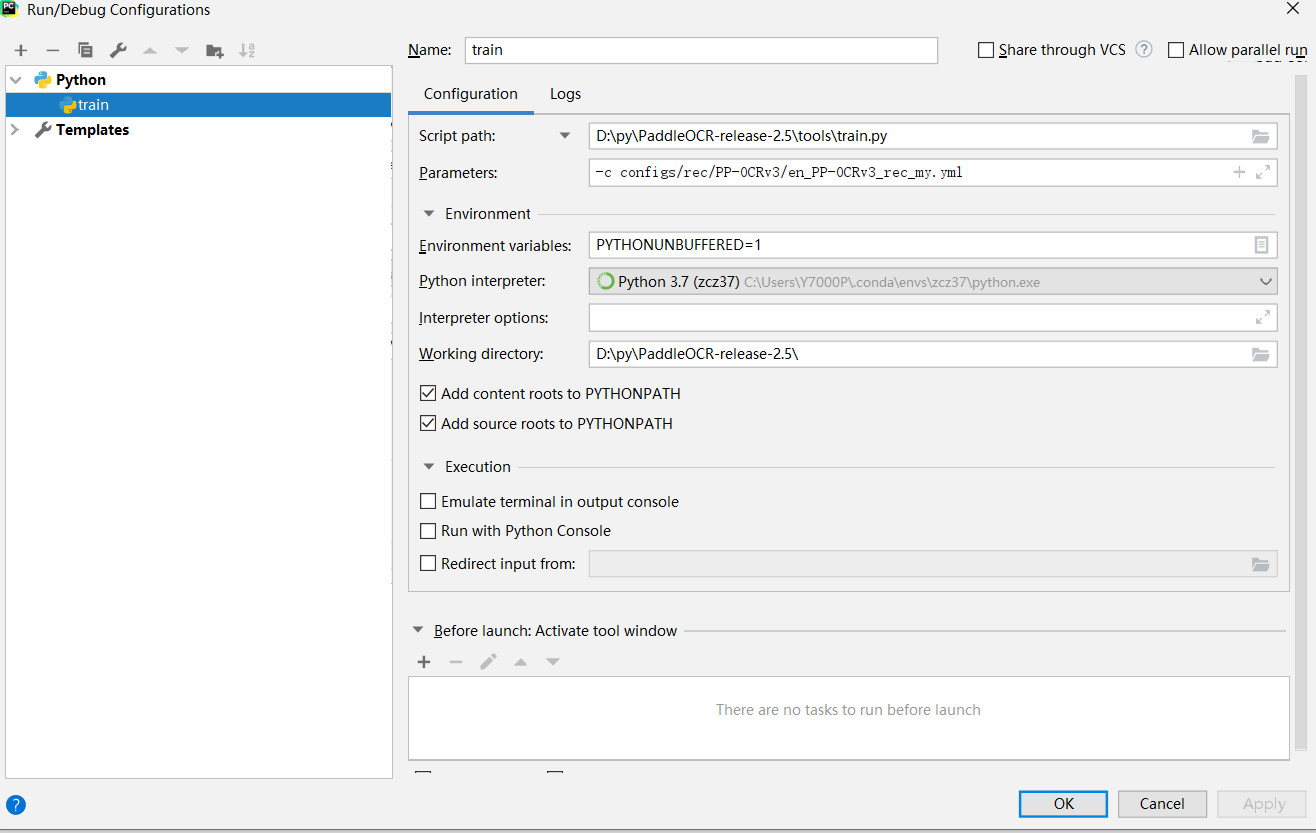 Run/Debug Configurations
Name: train
Share through VCS
Allow parallel run
Python
train
Templates
Configuration
Logs
Script path: D:\py\PaddleOCR-release-2.5\tools\train.py
Parameters: -c configs/rec/PP-OCRv3/en_PP-OCRv3_rec_my.yml
Environment
Environment variables: PYTHONUNBUFFERED=1
Python interpreter: Python 3.7 (zcz37) C:\Users\Y7000P\.conda\envs\zcz37\python.exe
Interpreter options:
Working directory: D:\py\PaddleOCR-release-2.5\
Add content roots to PYTHONPATH
Add source roots to PYTHONPATH
Execution
Emulate terminal in output console
Run with Python Console
Redirect input from:
Before launch: Activate tool window
There are no tasks to run before launch
OK
Cancel
Apply